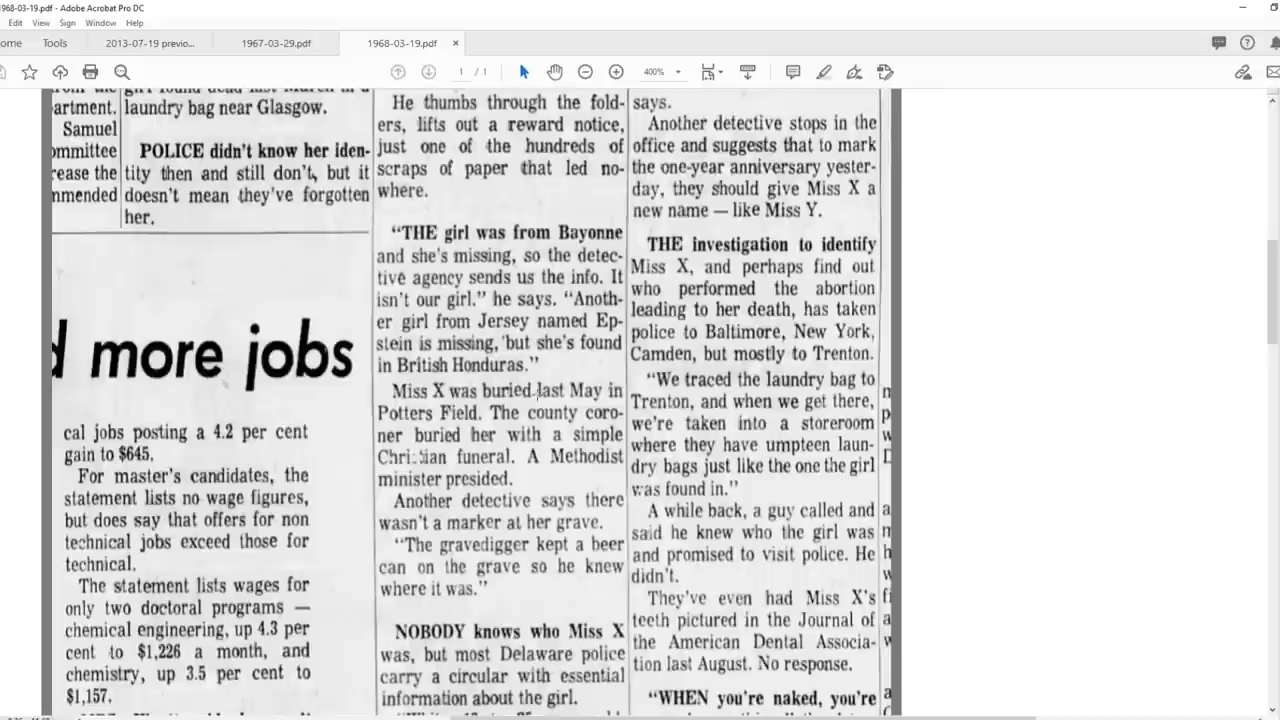 1968-03-19.pdf - Adobe Acrobat Pro DC
Edit View Sign Window Help
ome Tools 2013-07-19 previo... 1967-03-29.pdf 1968-03-19.pdf ×
1 / 1 400%
artment.
Samuel
ommittee
rease the
nmended
girl found dead last March in a
laundry bag near Glasgow.
POLICE didn't know her iden-
tity then and still don't, but it
doesn't mean they've forgotten
her.
d more jobs
cal jobs posting a 4.2 per cent
gain to $645.
For master's candidates, the
statement lists no wage figures,
but does say that offers for non
technical jobs exceed those for
technical.
The statement lists wages for
only two doctoral programs —
chemical engineering, up 4.3 per
cent to $1,226 a month, and
chemistry, up 3.5 per cent to
$1,157.
He thumbs through the fold-
ers, lifts out a reward notice,
just one of the hundreds of
scraps of paper that led no-
where.
"THE girl was from Bayonne
and she's missing, so the detec-
tive agency sends us the info. It
isn't our girl." he says. "Anoth-
er girl from Jersey named Ep-
stein is missing, but she's found
in British Honduras."
Miss X was buried last May in
Potters Field. The county coro-
ner buried her with a simple
Christian funeral. A Methodist
minister presided.
Another detective says there
wasn't a marker at her grave.
"The gravedigger kept a beer
can on the grave so he knew
where it was."
NOBODY knows who Miss X
was, but most Delaware police
carry a circular with essential
information about the girl.
says.
Another detective stops in the
office and suggests that to mark
the one-year anniversary yester-
day, they should give Miss X a
new name — like Miss Y.
THE investigation to identify
Miss X, and perhaps find out
who performed the abortion
leading to her death, has taken
police to Baltimore, New York,
Camden, but mostly to Trenton.
"We traced the laundry bag to
Trenton, and when we get there,
we're taken into a storeroom
where they have umpteen laun-
dry bags just like the one the girl
was found in."
A while back, a guy called and
said he knew who the girl was
and promised to visit police. He
didn't.
They've even had Miss X's
teeth pictured in the Journal of
the American Dental Associa-
tion last August. No response.
"WHEN you're naked, you're